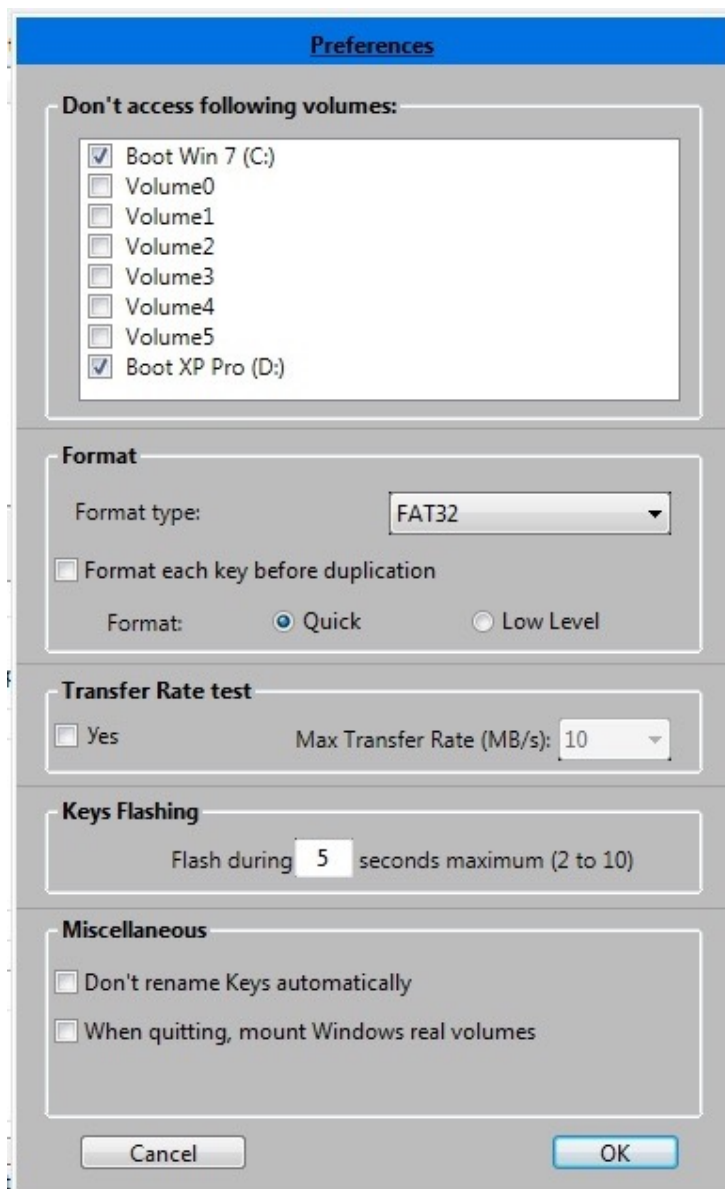 Preferences
Don't access following volumes:
Boot Win 7 (C:)
Volume0
Volume1
Volume2
Volume3
Volume4
Volume5
Boot XP Pro (D:)
Format
Format type: FAT32
Format each key before duplication
Format: Quick Low Level
Transfer Rate test
Yes Max Transfer Rate (MB/s): 10
Keys Flashing
Flash during 5 seconds maximum (2 to 10)
Miscellaneous
Don't rename Keys automatically
When quitting, mount Windows real volumes
Cancel OK